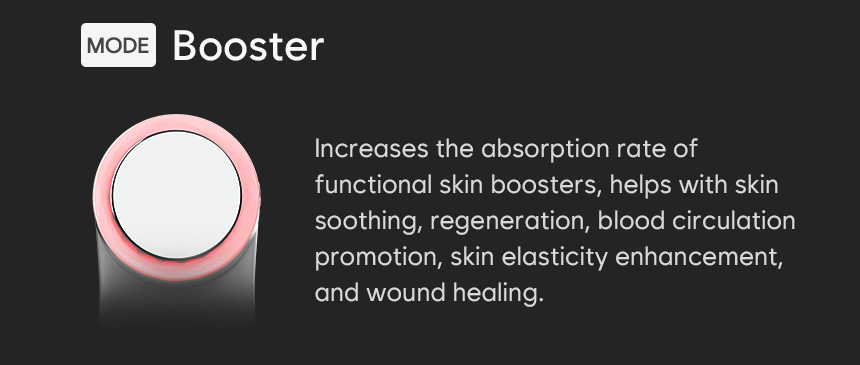 MODE Booster
Increases the absorption rate of
functional skin boosters, helps with skin
soothing, regeneration, blood circulation
promotion, skin elasticity enhancement,
and wound healing.